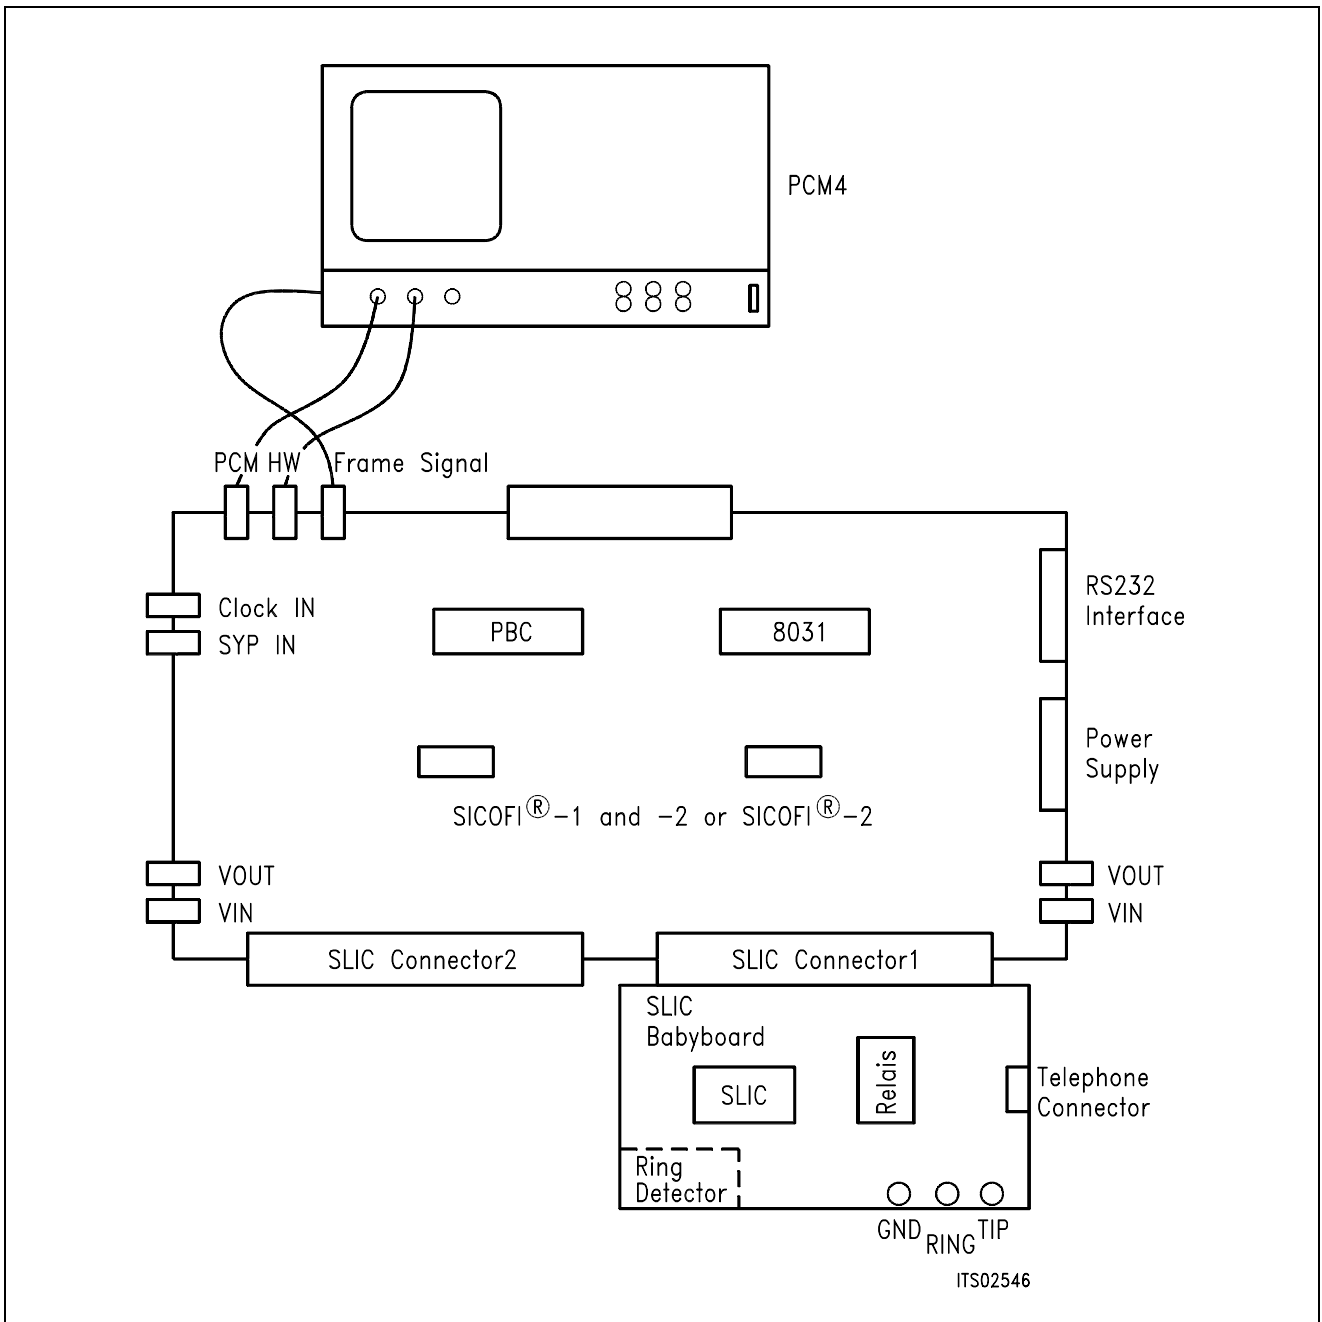 PCM4
PCM HW Frame Signal
Clock IN
SYP IN
PBC
8031
RS232
Interface
Power
Supply
SICOFI®-1 and -2 or SICOFI®-2
VOUT
VIN
VOUT
VIN
SLIC Connector2
SLIC Connector1
SLIC
Babyboard
SLIC
Relais
Telephone
Connector
Ring
Detector
GND RING TIP
ITS02546